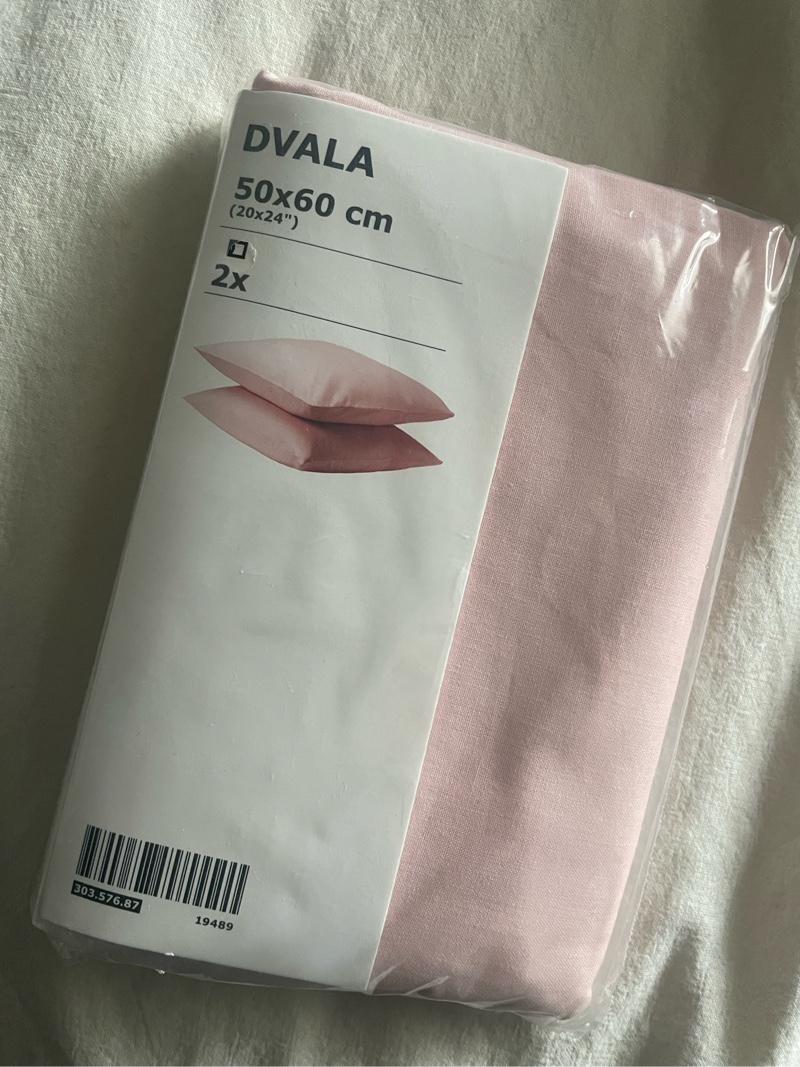 DVALA
50x60 cm
(20x24")
2x
303.576.87
19489